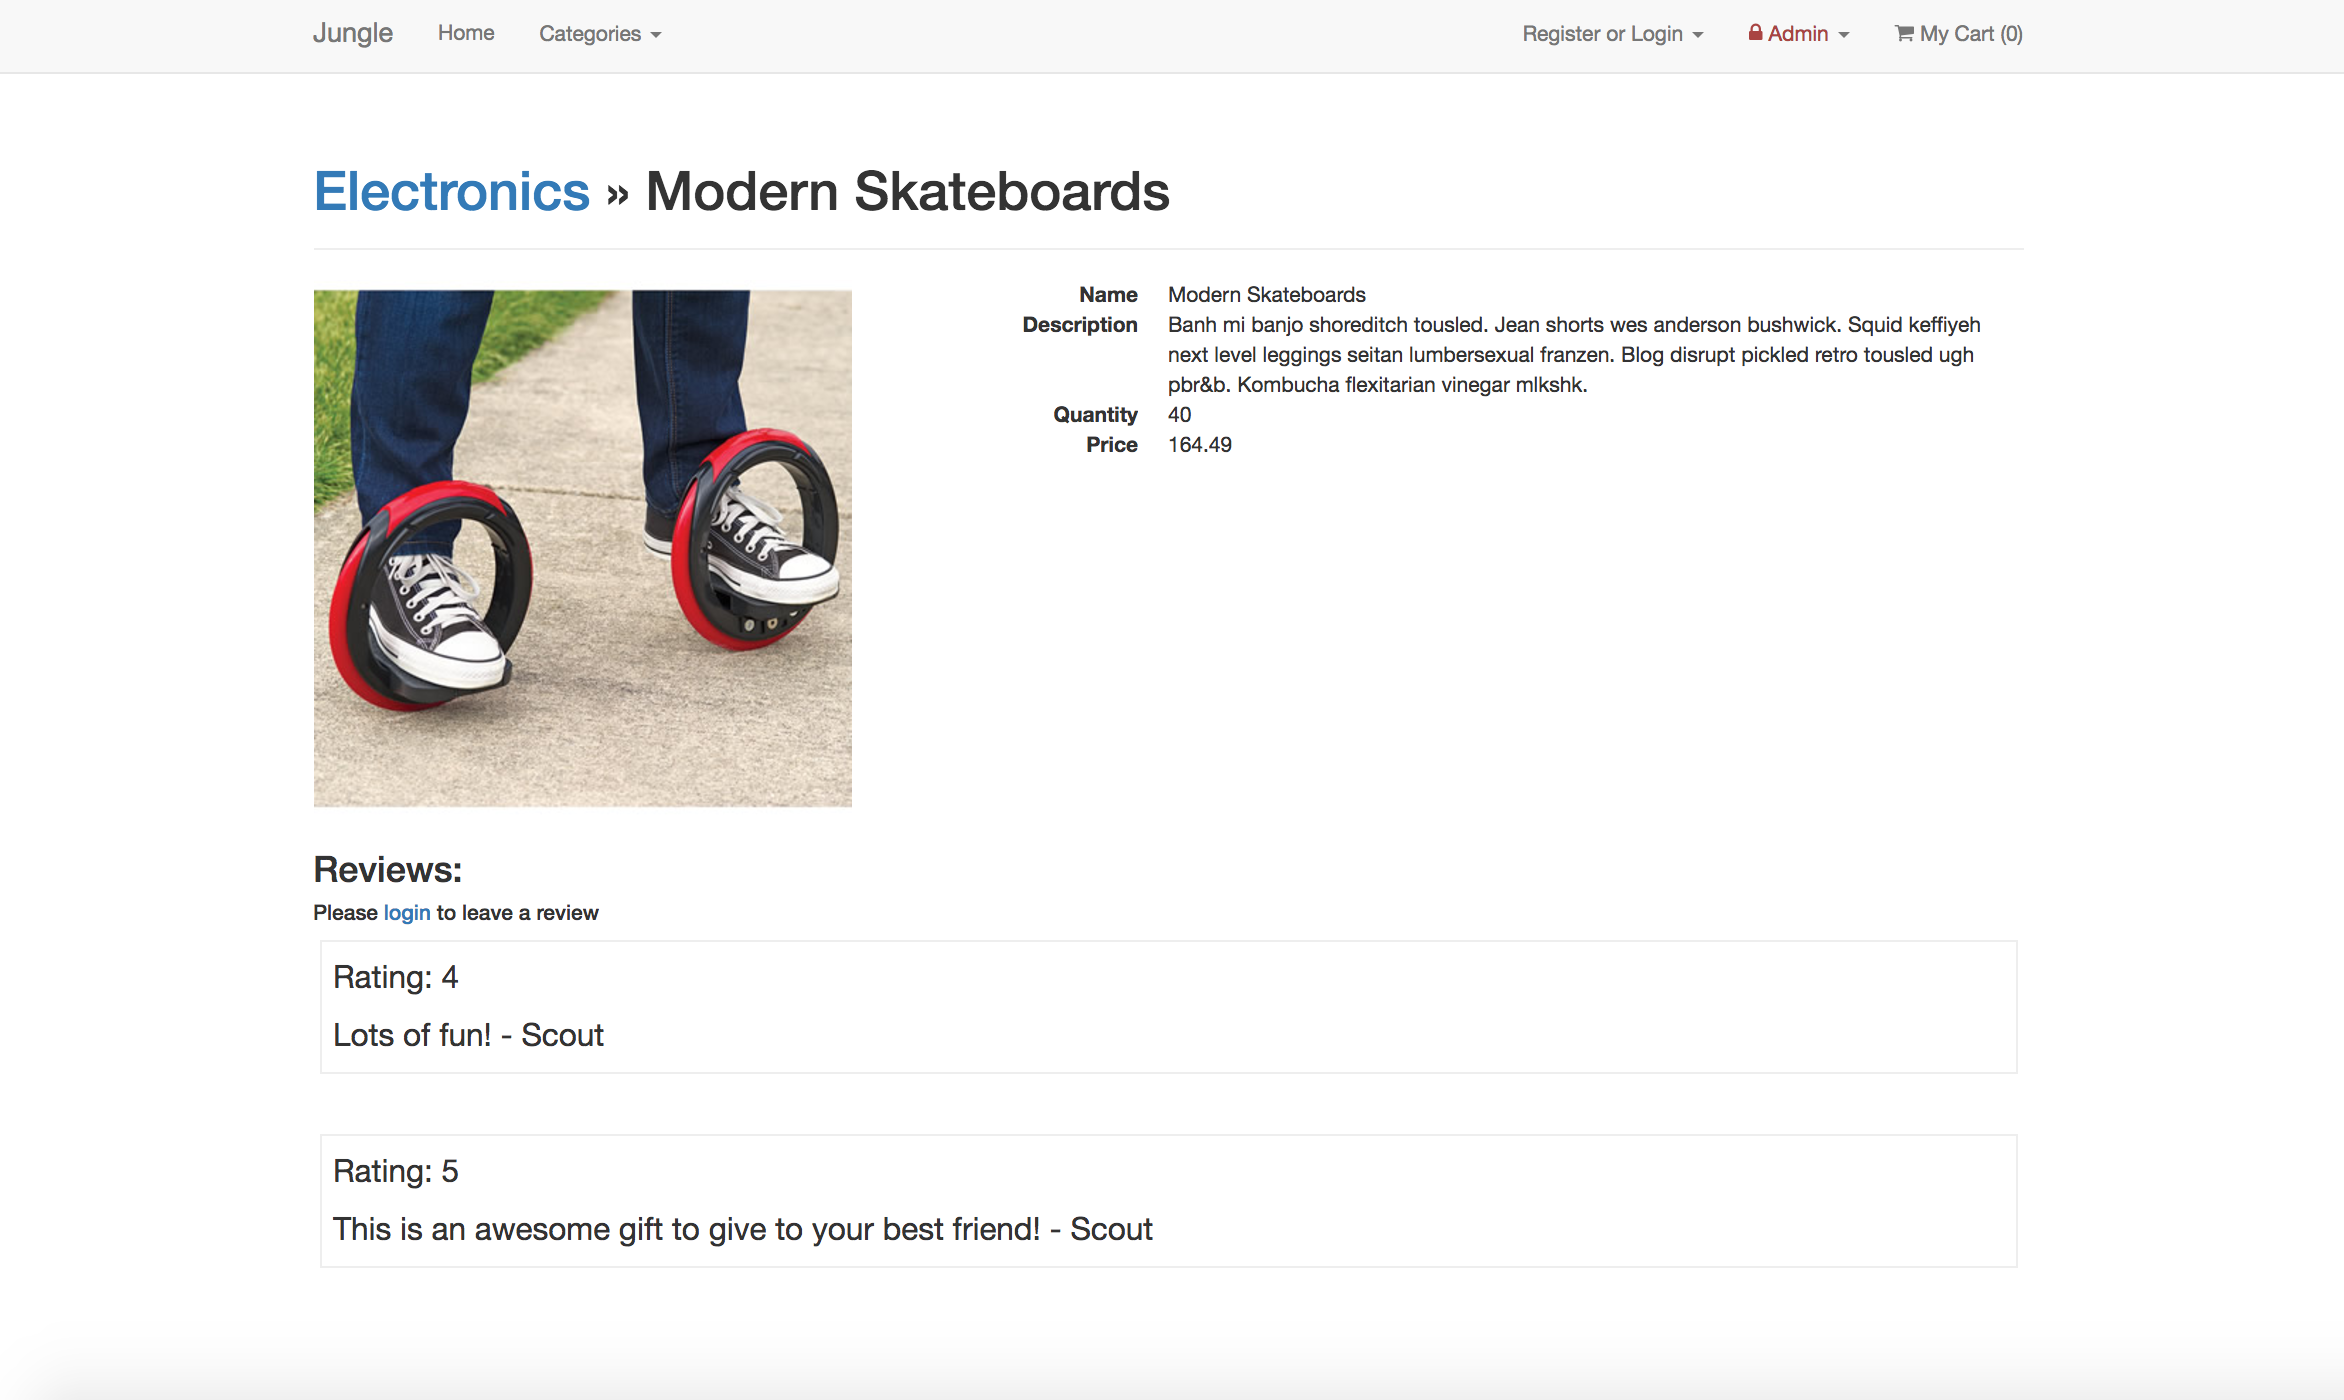 Jungle Home Categories Register or Login Admin My Cart (0)
Electronics » Modern Skateboards
Name Modern Skateboards
Description Banh mi banjo shoreditch tousled. Jean shorts wes anderson bushwick. Squid keffiyeh
next level leggings seitan lumbersexual franzen. Blog disrupt pickled retro tousled ugh
pbr&b. Kombucha flexitarian vinegar mlkshk.
Quantity 40
Price 164.49
Reviews:
Please login to leave a review
Rating: 4
Lots of fun! - Scout
Rating: 5
This is an awesome gift to give to your best friend! - Scout